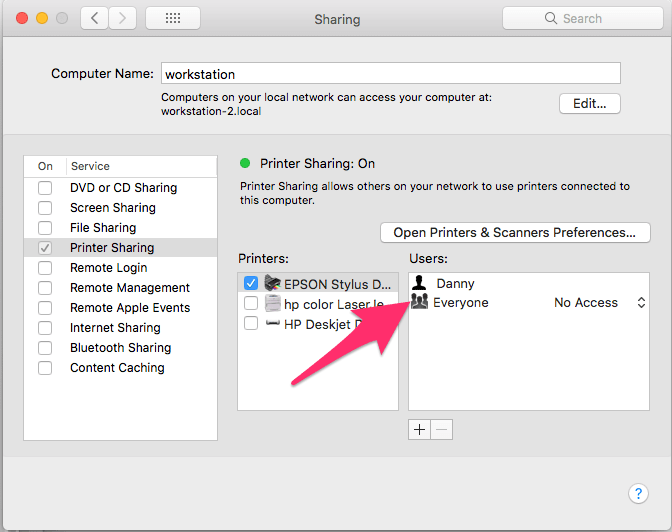 Sharing
Search
Computer Name: workstation
Computers on your local network can access your computer at:
workstation-2.local
Edit...
On Service
DVD or CD Sharing
Screen Sharing
File Sharing
Printer Sharing
Remote Login
Remote Management
Remote Apple Events
Internet Sharing
Bluetooth Sharing
Content Caching
Printer Sharing: On
Printer Sharing allows others on your network to use printers connected to
this computer.
Open Printers & Scanners Preferences...
Printers:
EPSON Stylus D...
hp color LaserJe...
HP Deskjet
Users:
Danny
Everyone No Access
+ −
?